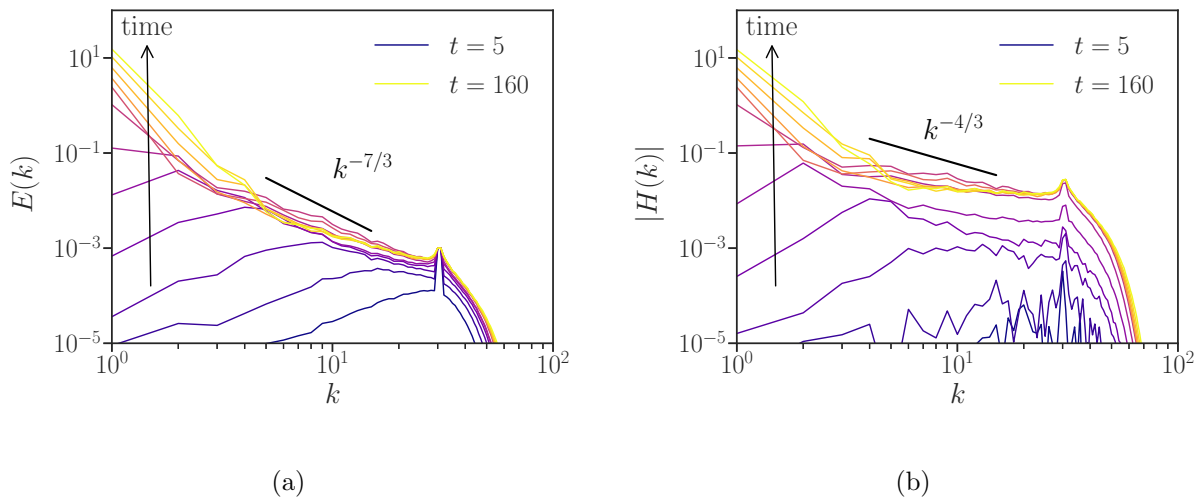 time
t = 5
t = 160
k^{-7/3}
E(k)
10^1
10^{-1}
10^{-3}
10^{-5}
10^0
10^1
10^2
k
(a)
time
t = 5
t = 160
k^{-4/3}
|H(k)|
10^1
10^{-1}
10^{-3}
10^{-5}
10^0
10^1
10^2
k
(b)